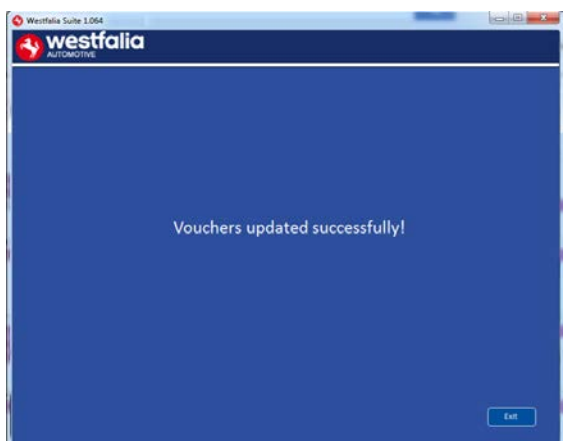 Westfalia Suite 1.064
westfalia
AUTOMOTIVE
Vouchers updated successfully!
Exit